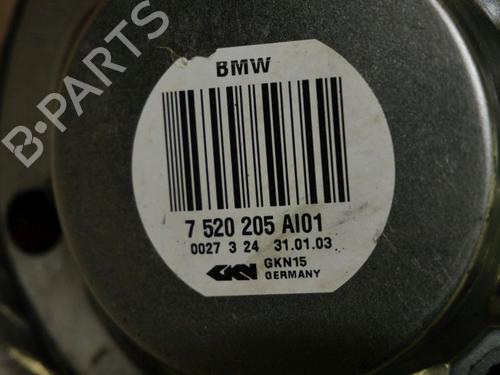 B-PARTS
BMW
7 520 205 AI01
0027 3 24 31.01.03
GKN
GKN15
GERMANY